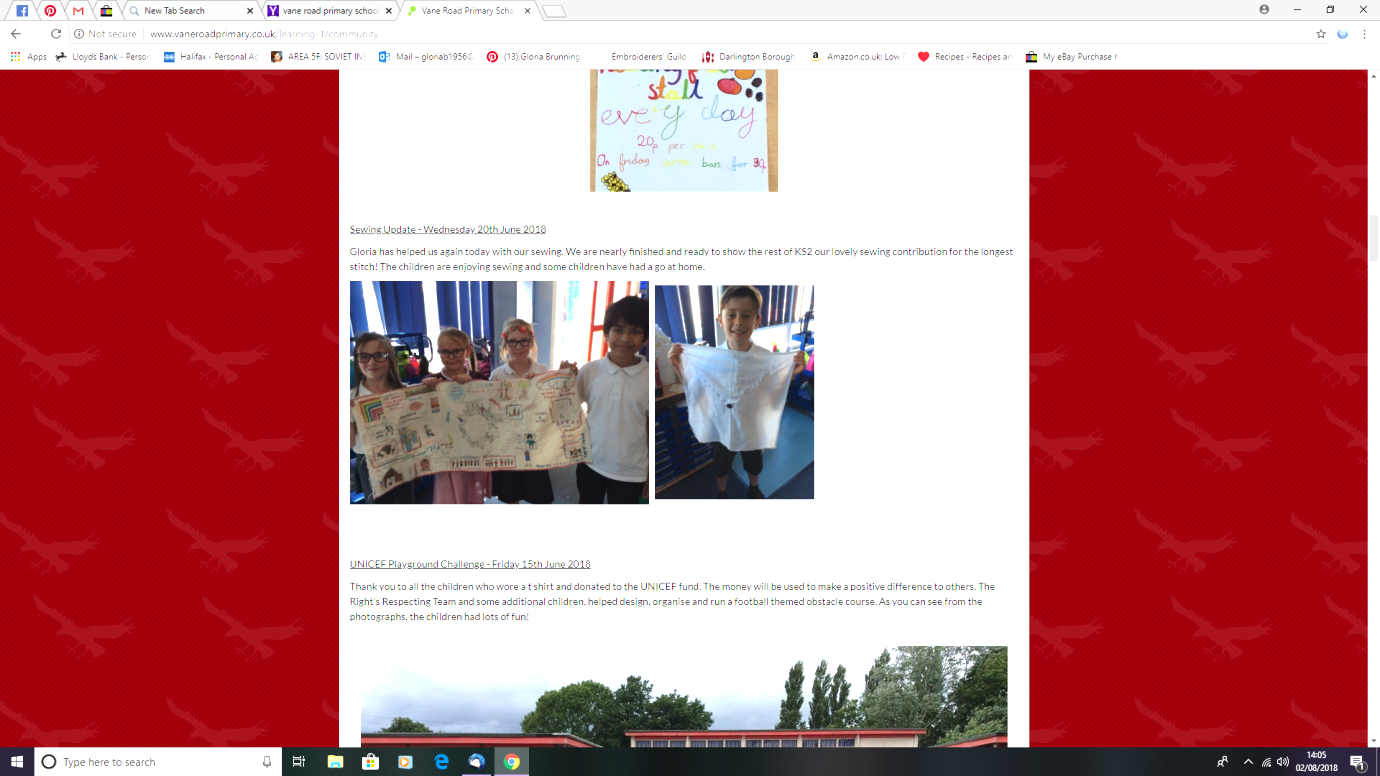 New Tab Search
vane road primary school
Vane Road Primary Scho
Not secure
www.vaneroadprimary.co.uk/learning-1/community
Apps
Lloyds Bank - Person
Halifax - Personal Ac
AREA 5F SOVIET IN
Mail – gloriab1956@
(13) Gloria Brunning
Embroiderers' Guild
Darlington Borough
Amazon.co.uk: Low
Recipes - Recipes an
My eBay Purchase h
stall
every day
20p per
On friday cereal bars for
Sewing Update - Wednesday 20th June 2018
Gloria has helped us again today with our sewing. We are nearly finished and ready to show the rest of KS2 our lovely sewing contribution for the longest
stitch! The children are enjoying sewing and some children have had a go at home.
UNICEF Playground Challenge - Friday 15th June 2018
Thank you to all the children who wore a t shirt and donated to the UNICEF fund. The money will be used to make a positive difference to others. The
Right's Respecting Team and some additional children, helped design, organise and run a football themed obstacle course. As you can see from the
photographs, the children had lots of fun!
Type here to search
14:05
02/08/2018
1